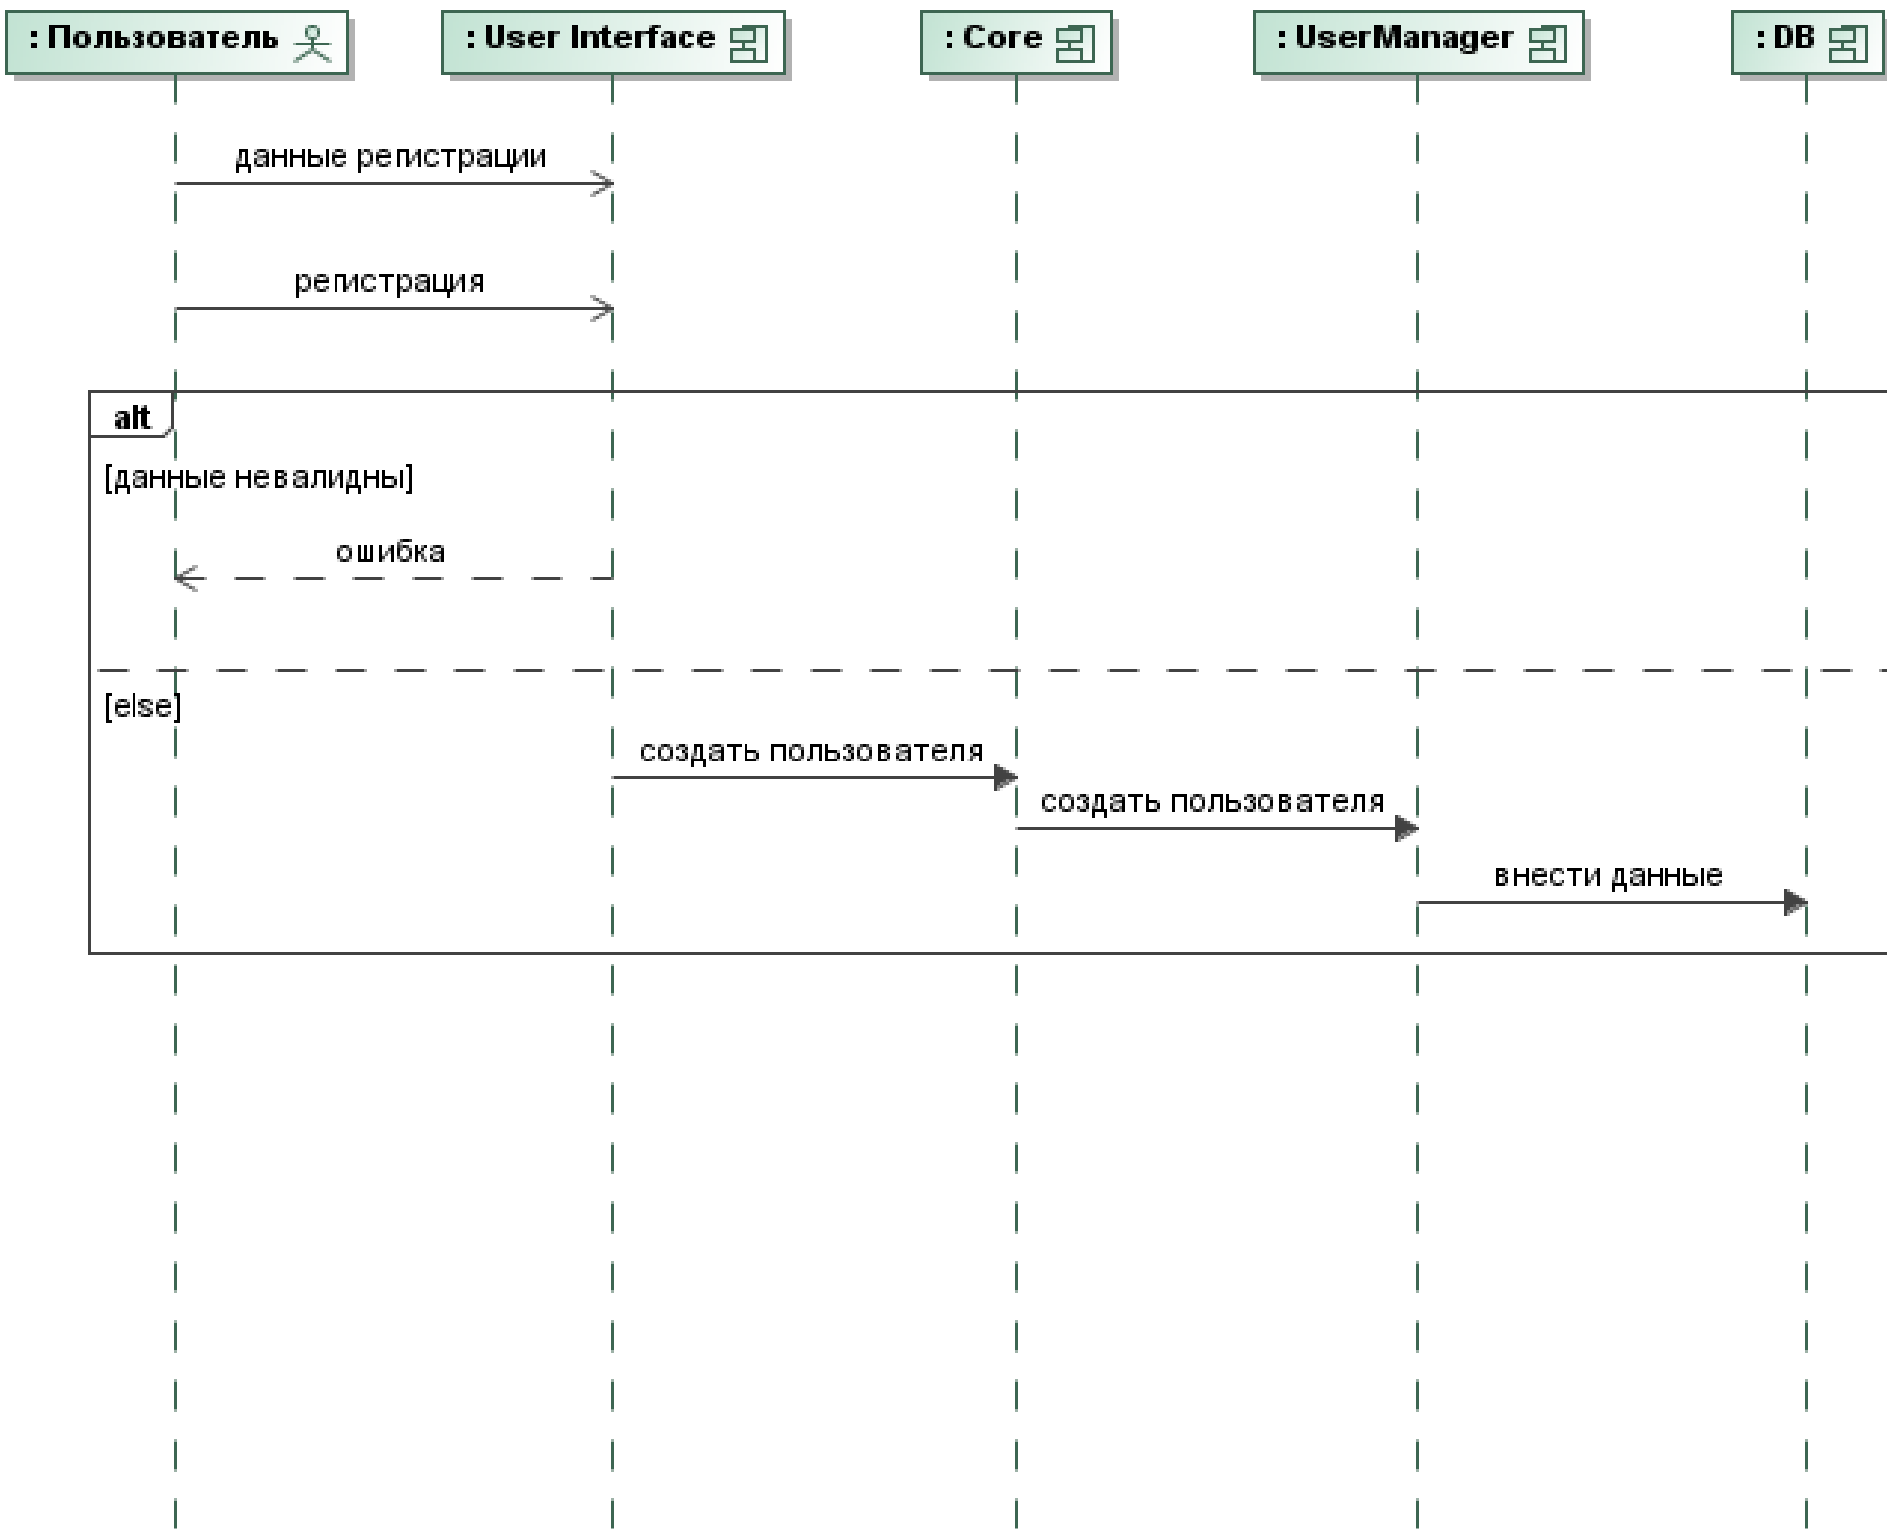 : Пользователь
: User Interface
: Core
: UserManager
: DB
данные регистрации
регистрация
alt
[данные невалидны]
ошибка
[else]
создать пользователя
создать пользователя
внести данные